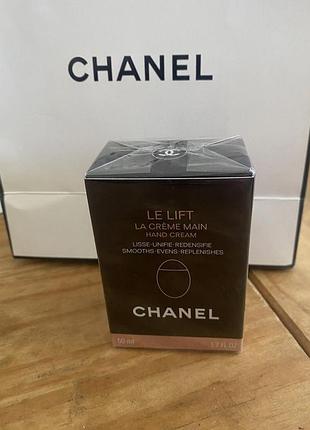 CHANEL
LE LIFT
LA CRÈME MAIN
HAND CREAM
LISSE-UNIFIE-REDENSIFIE
SMOOTHS-EVENS-REPLENISHES
CHANEL
50 ml 1.7 FL OZ